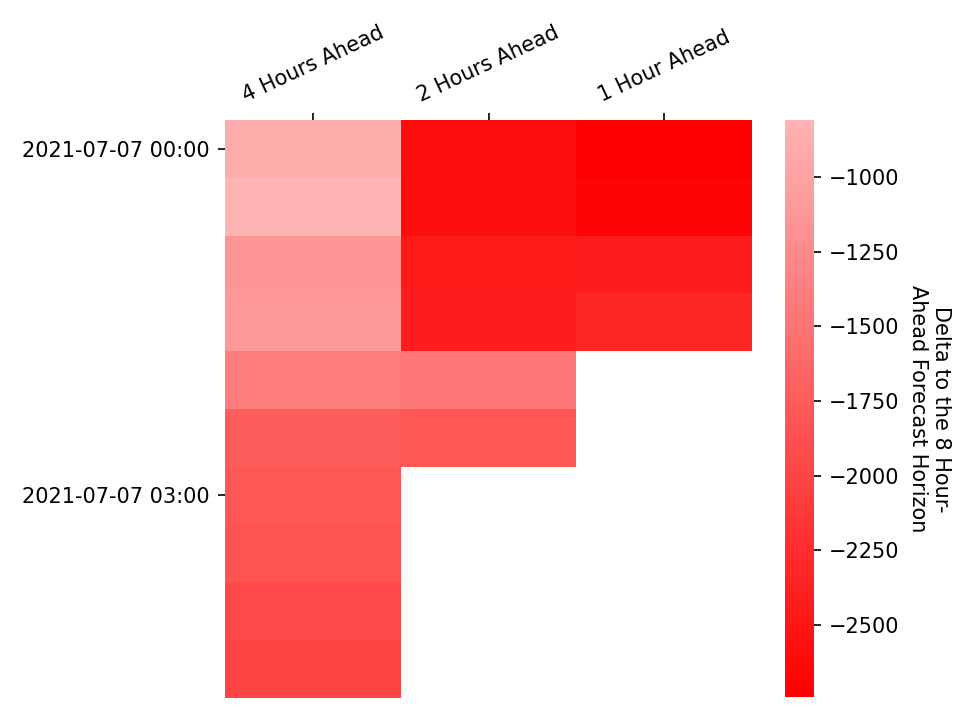 4 Hours Ahead
2 Hours Ahead
1 Hour Ahead
2021-07-07 00:00
2021-07-07 03:00
−1000
−1250
−1500
−1750
−2000
−2250
−2500
Delta to the 8 Hour-
Ahead Forecast Horizon